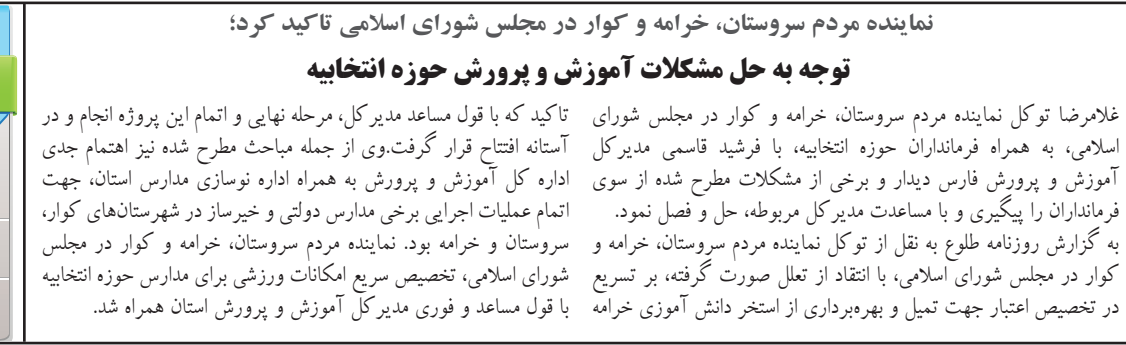 نماینده مردم سروستان، خرامه و کوار در مجلس شورای اسلامی تاکید کرد؛
توجه به حل مشکلات آموزش و پرورش حوزه انتخابیه
غلامرضا توکل نماینده مردم سروستان، خرامه و کوار در مجلس شورای
اسلامی، به همراه فرمانداران حوزه انتخابیه، با فرشید قاسمی مدیرکل
آموزش و پرورش فارس دیدار و برخی از مشکلات مطرح شده از سوی
فرمانداران را پیگیری و با مساعدت مدیرکل مربوطه، حل و فصل نمود.
به گزارش روزنامه طلوع به نقل از توکل نماینده مردم سروستان، خرامه و
کوار در مجلس شورای اسلامی، با انتقاد از تعلل صورت گرفته، بر تسریع
در تخصیص اعتبار جهت تمیل و بهره‌برداری از استخر دانش آموزی خرامه
تاکید که با قول مساعد مدیرکل، مرحله نهایی و اتمام این پروژه انجام و در
آستانه افتتاح قرار گرفت.وی از جمله مباحث مطرح شده نیز اهتمام جدی
اداره کل آموزش و پرورش به همراه اداره نوسازی مدارس استان، جهت
اتمام عملیات اجرایی برخی مدارس دولتی و خیرساز در شهرستان‌های کوار،
سروستان و خرامه بود. نماینده مردم سروستان، خرامه و کوار در مجلس
شورای اسلامی، تخصیص سریع امکانات ورزشی برای مدارس حوزه انتخابیه
با قول مساعد و فوری مدیرکل آموزش و پرورش استان همراه شد.